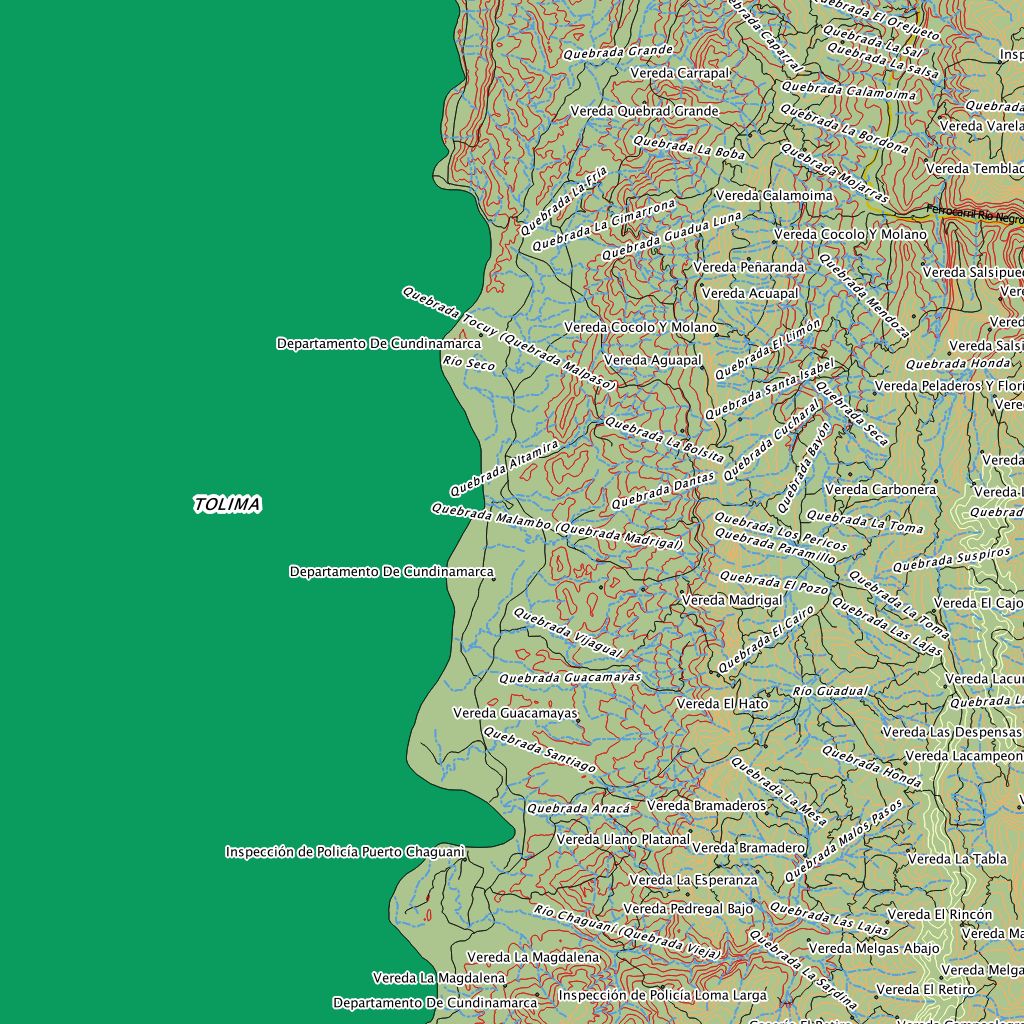 Quebrada Caparral
Quebrada El Orejueto
Quebrada La Sal
Quebrada La Salsa
Quebrada Grande
Vereda Carrapal
Quebrada Calamoima
Vereda Quebrad Grande
Quebrada La Bordona
Vereda Varela
Quebrada La Boba
Quebrada Mojarras
Quebrada La Fría
Vereda Calamoima
Quebrada La Cimarrona
Ferrocarril Rio Negro
Quebrada Guadua Luna
Vereda Cocolo Y Molano
Vereda Peñaranda
Quebrada Mendoza
Vereda Acuapal
Quebrada Tocuy (Quebrada Malpaso)
Vereda Cocolo Y Molano
Departamento De Cundinamarca
Quebrada El Limón
Río Seco
Vereda Aguapal
Quebrada Honda
Quebrada Santa Isabel
Vereda Peladeros Y Flori
Quebrada Seca
Quebrada Cucharal
Quebrada La Bolsita
Quebrada Bayón
Quebrada Altamira
Quebrada Dantas
Vereda Carbonera
TOLIMA
Quebrada Malambo (Quebrada Madrigal)
Quebrada La Toma
Quebrada Los Pericos
Quebrada Paramillo
Quebrada Suspiros
Departamento De Cundinamarca
Quebrada El Pozo
Quebrada La Toma
Vereda Madrigal
Vereda El Cajo
Quebrada Las Lajas
Quebrada Vijagual
Quebrada El Cairo
Quebrada Guacamayas
Río Guadual
Vereda El Hato
Vereda Guacamayas
Vereda Las Despensas
Quebrada Santiago
Vereda Lacampeon
Quebrada Honda
Quebrada La Mesa
Quebrada Anacá
Vereda Bramaderos
Quebrada Malos Pasos
Vereda Llano Platanal
Vereda Bramadero
Inspección de Policía Puerto Chaguanì
Vereda La Tabla
Vereda La Esperanza
Vereda Pedregal Bajo
Quebrada Las Lajas
Vereda El Rincón
Río Chaguaní (Quebrada Vieja)
Vereda Melgas Abajo
Vereda La Magdalena
Quebrada La Sardina
Vereda La Magdalena
Vereda El Retiro
Inspección de Policía Loma Larga
Departamento De Cundinamarca